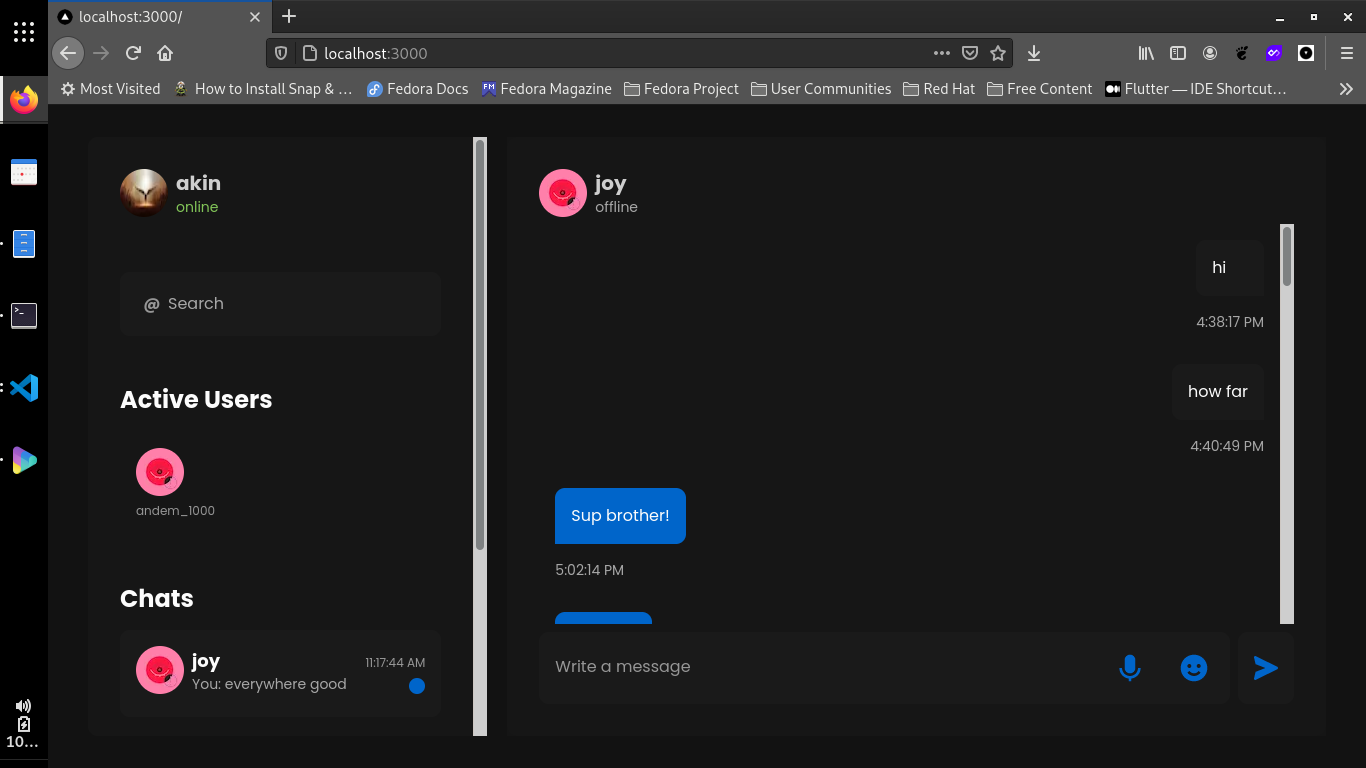 localhost:3000/
localhost:3000
Most Visited
How to Install Snap & …
Fedora Docs
FM
Fedora Magazine
Fedora Project
User Communities
Red Hat
Free Content
Flutter — IDE Shortcut…
akin
online
@ Search
Active Users
andem_1000
Chats
joy
11:17:44 AM
You: everywhere good
joy
offline
hi
4:38:17 PM
how far
4:40:49 PM
Sup brother!
5:02:14 PM
Write a message
10…